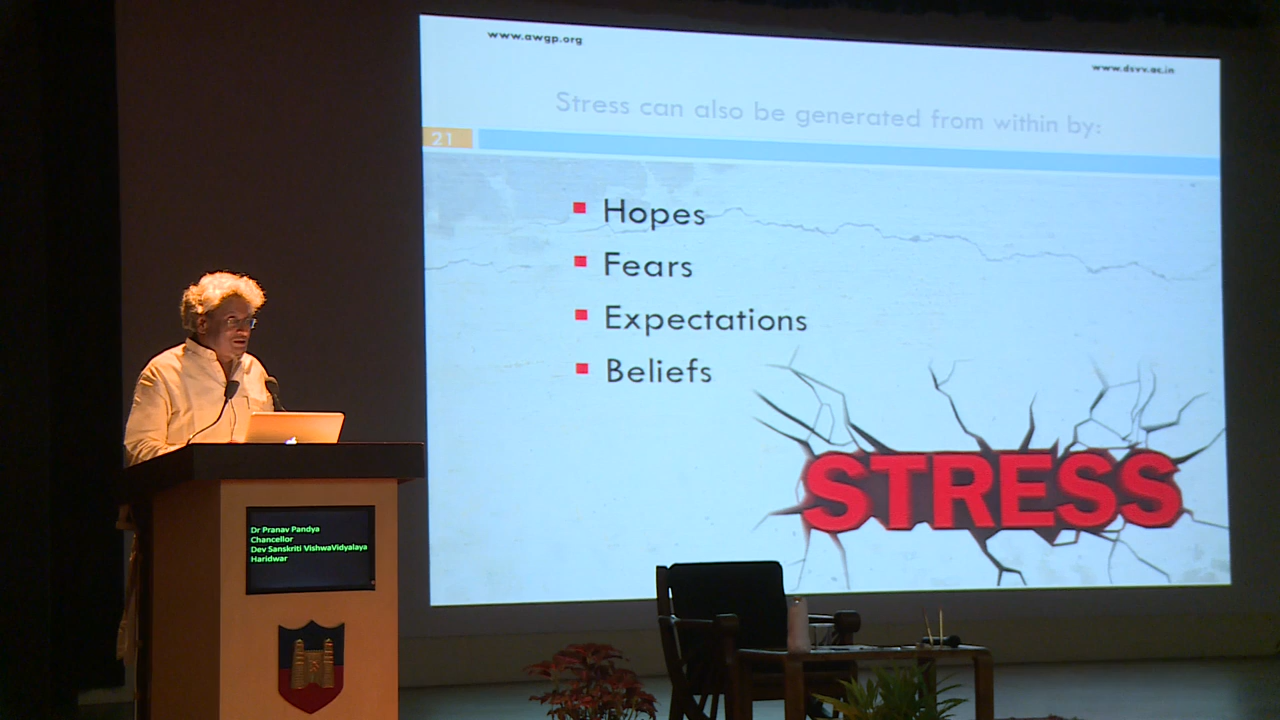 www.awgp.org
www.dsvv.ac.in
Stress can also be generated from within by:
21
Hopes
Fears
Expectations
Beliefs
STRESS
Dr Pranav Pandya
Chancellor
Dev Sanskriti VishwaVidyalaya
Haridwar